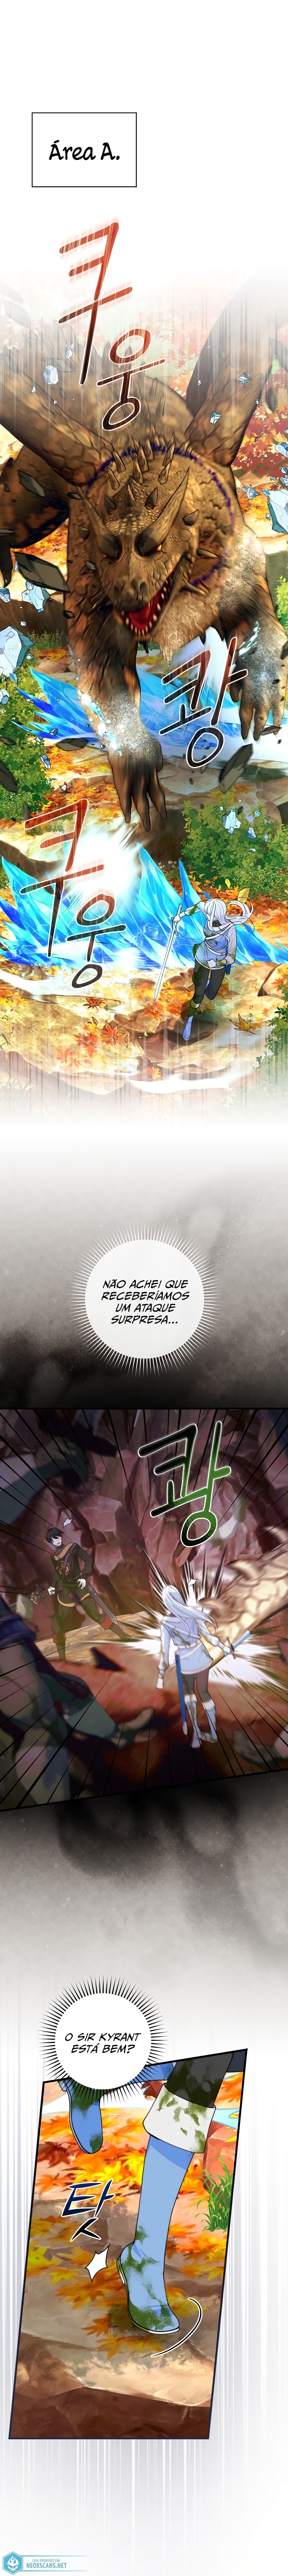 Área A.
쿠웅
쾅
쿠웅
NÃO ACHEI QUE
RECEBERÍAMOS
UM ATAQUE
SURPRESA...
쾅
O SIR KYRANT
ESTÁ BEM?
탓
NEOXSCANS.NET